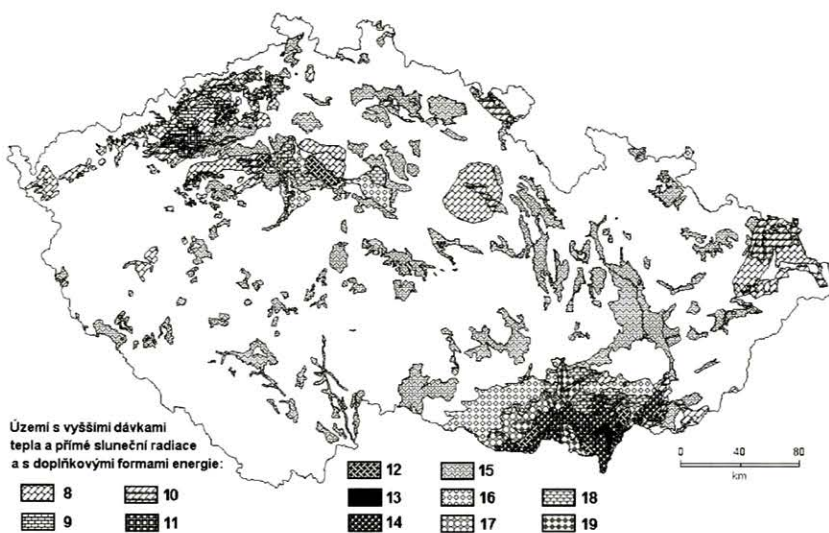 Území s vyššími dávkami
tepla a přímé sluneční radiace
a s doplňkovými formami energie:
8
9
10
11
12
13
14
15
16
17
18
19
0 40 80
km